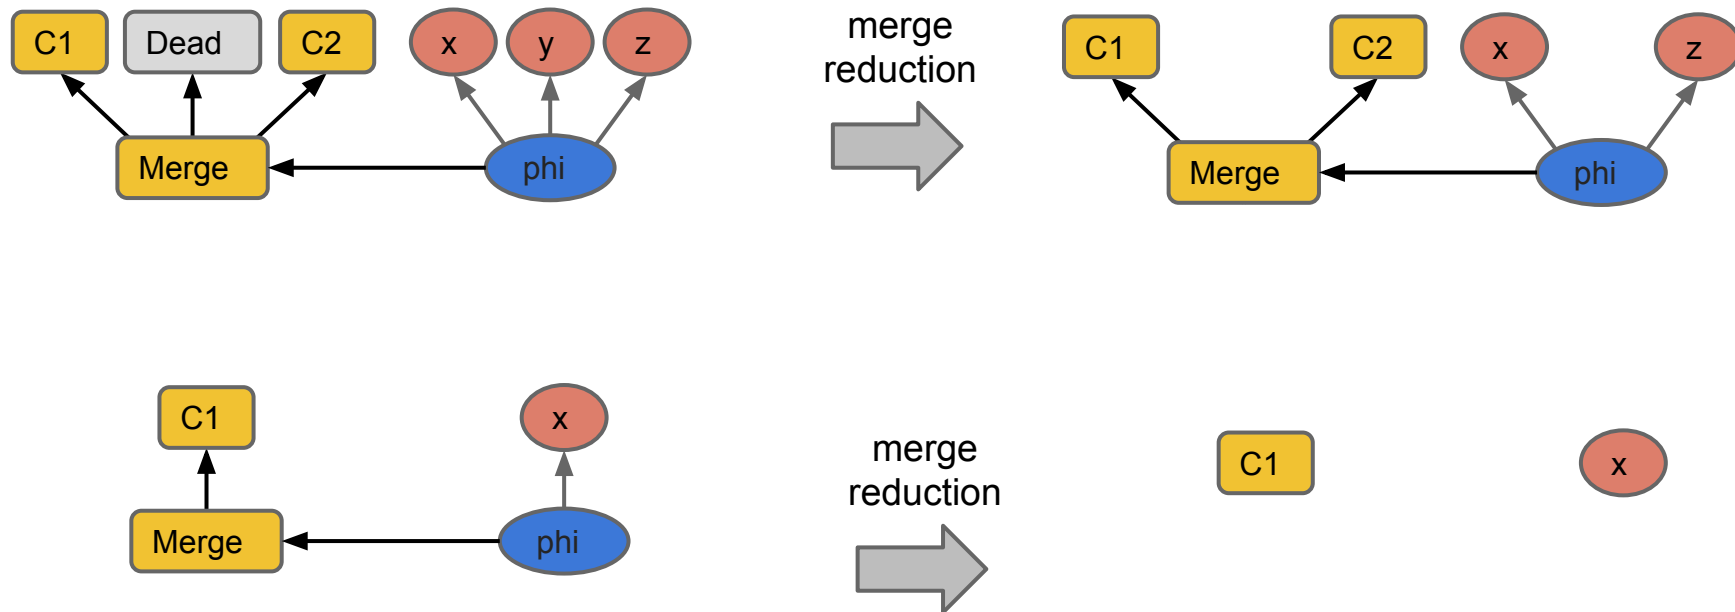 C1 Dead C2 x y z
Merge phi
merge
reduction
C1 C2 x z
Merge phi
C1 x
Merge phi
merge
reduction
C1 x